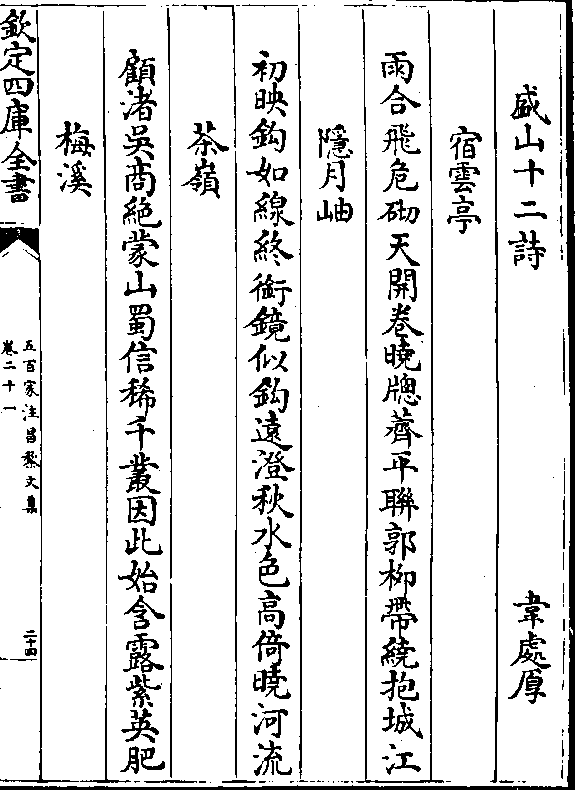 盛山十二詩 韋處厚
宿雲亭
雨合飛危砌天開卷曉牕薺平聯郭柳帶繞抱城江
隱月岫
初映鈎如線終銜鏡似鈎遠澄秋水色高倚曉河流
茶嶺
顧渚吳商絶蒙山蜀信稀千叢因此始含露紫英肥
梅溪
欽定四庫全書
五百家注昌黎文集
卷二十一
二十四